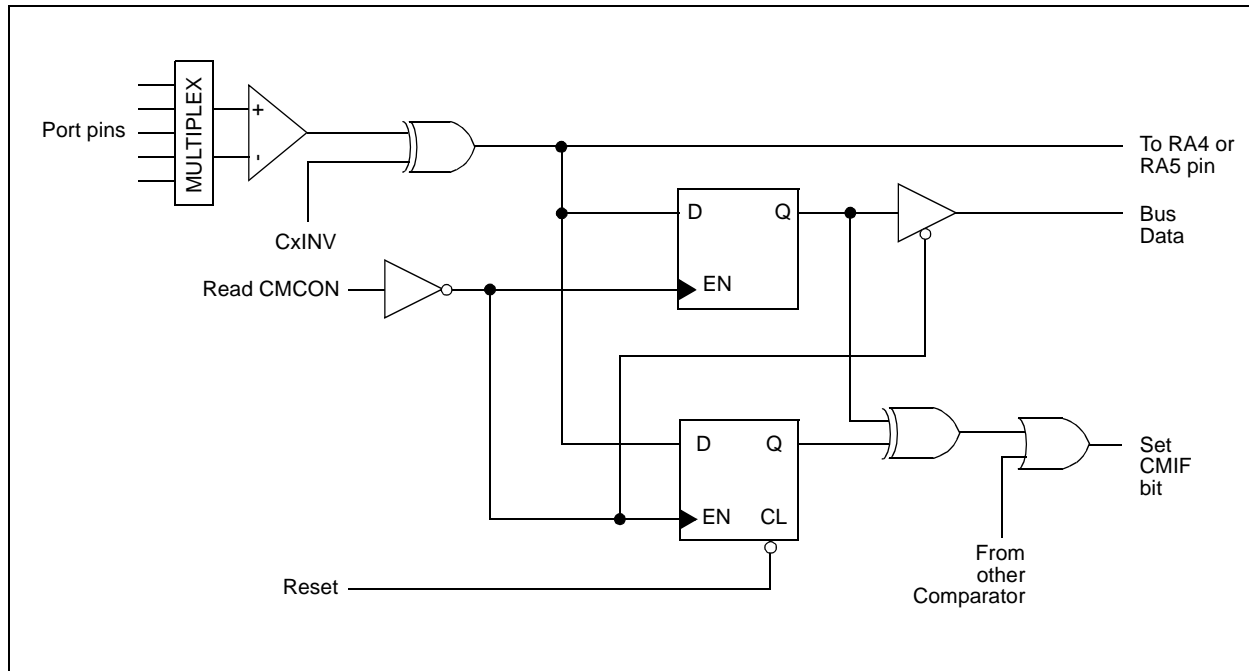 MULTIPLEX
+
-
Port pins
To RA4 or
RA5 pin
CxINV
D
Q
EN
Bus
Data
Read CMCON
D
Q
EN
CL
Set
CMIF
bit
From
other
Comparator
Reset